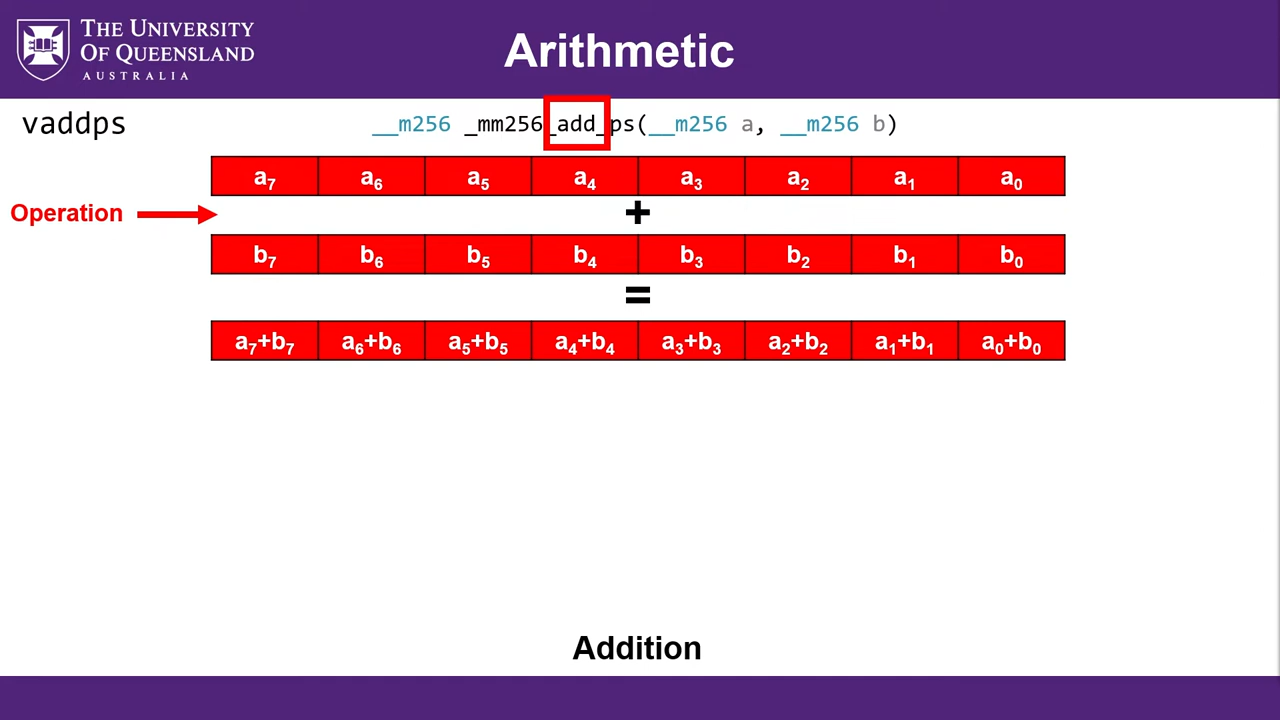 THE UNIVERSITY
OF QUEENSLAND
AUSTRALIA
Arithmetic
vaddps
__m256 _mm256_add_ps(__m256 a, __m256 b)
a7 a6 a5 a4 a3 a2 a1 a0
Operation
+
b7 b6 b5 b4 b3 b2 b1 b0
=
a7+b7 a6+b6 a5+b5 a4+b4 a3+b3 a2+b2 a1+b1 a0+b0
Addition